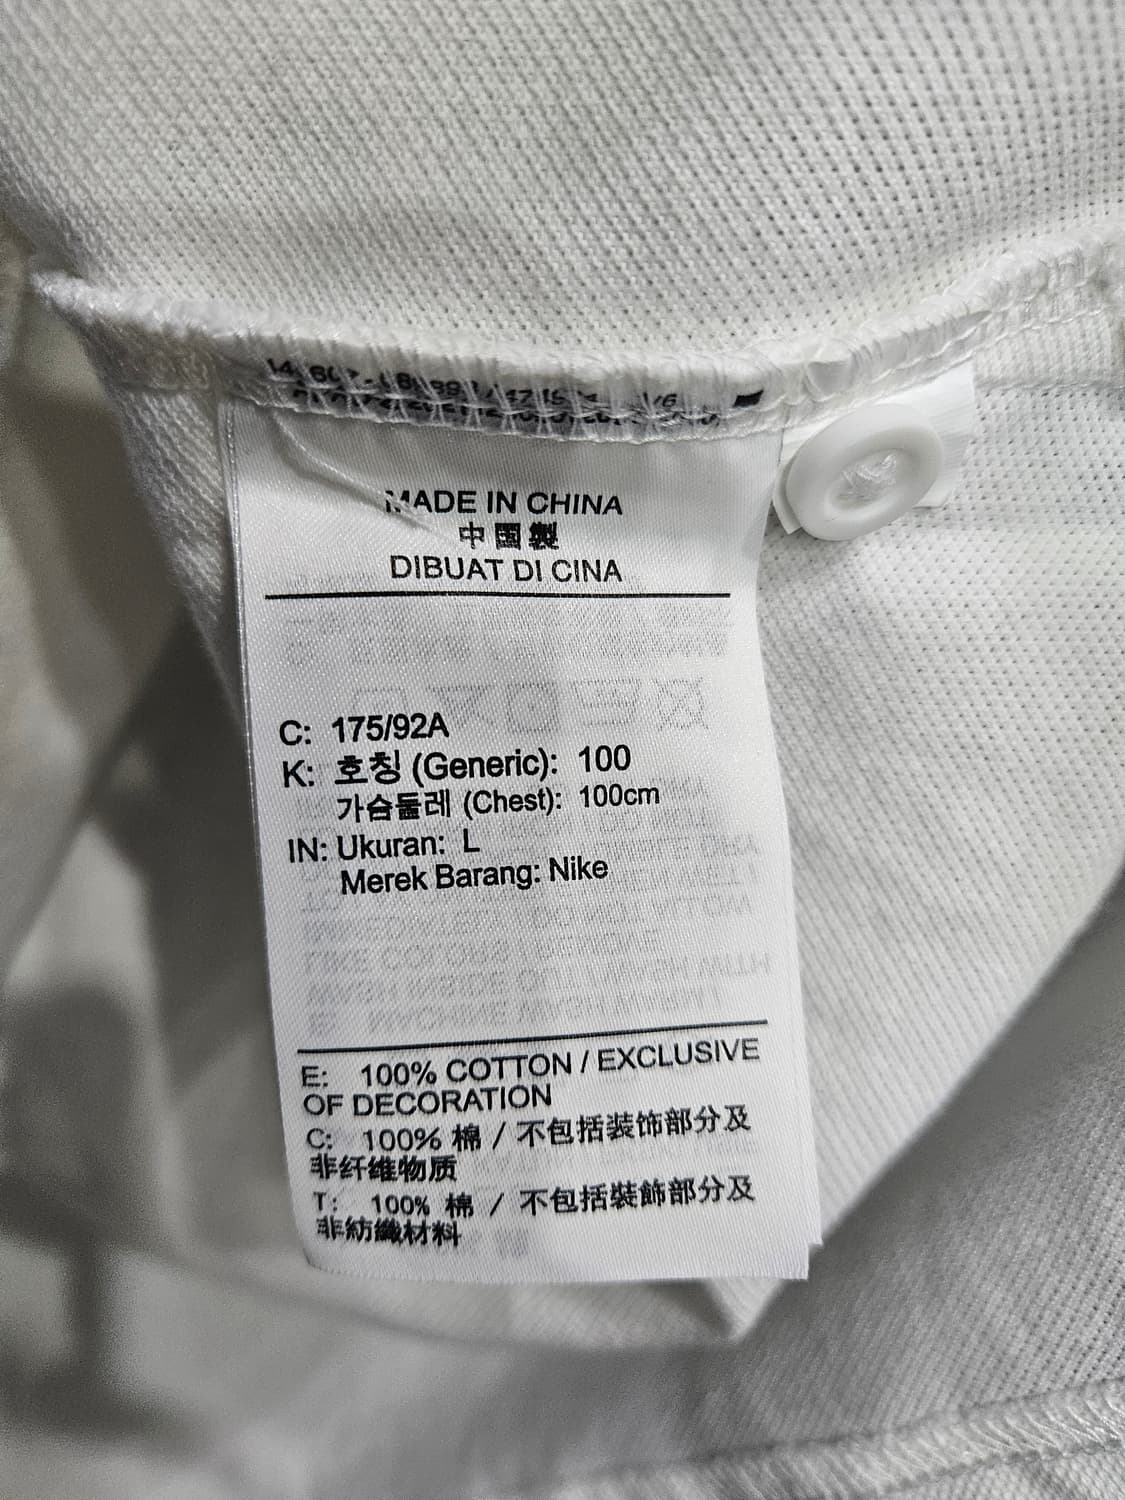 MADE IN CHINA
中国製
DIBUAT DI CINA
C: 175/92A
K: 호칭 (Generic): 100
가슴둘레 (Chest): 100cm
IN: Ukuran: L
Merek Barang: Nike
E: 100% COTTON / EXCLUSIVE
OF DECORATION
C: 100% 棉 / 不包括装饰部分及
非纤维物质
T: 100% 棉 / 不包括裝飾部分及
非紡織材料